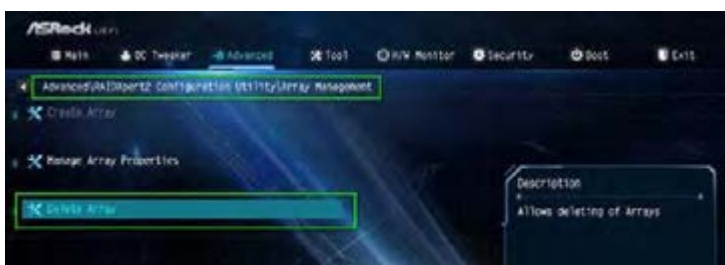 ASRock UEFI
Main OC Tweaker Advanced Tool H/W Monitor Security Boot Exit
Advanced\RAIDXpert2 Configuration Utility\Array Management
Create Array
Manage Array Properties
Delete Array
Description
Allows deleting of Arrays